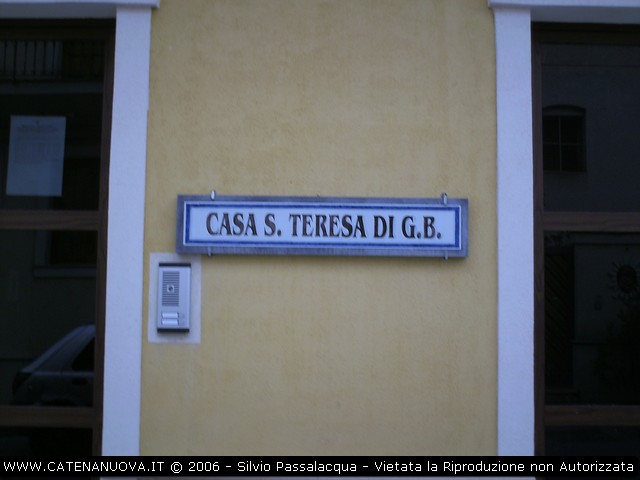 CASA S. TERESA DI G.B.
WWW.CATENANUOVA.IT © 2006 - Silvio Passalacqua - Vietata la Riproduzione non Autorizzata